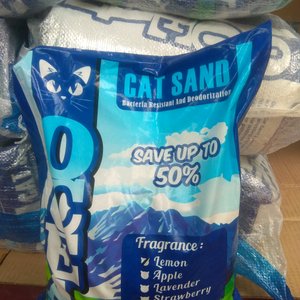 CAT SAND
Bacteria Resistant And Deodorization
SAVE UP TO
50%
Fragrance :
Lemon
Apple
Lavender
Strawberry